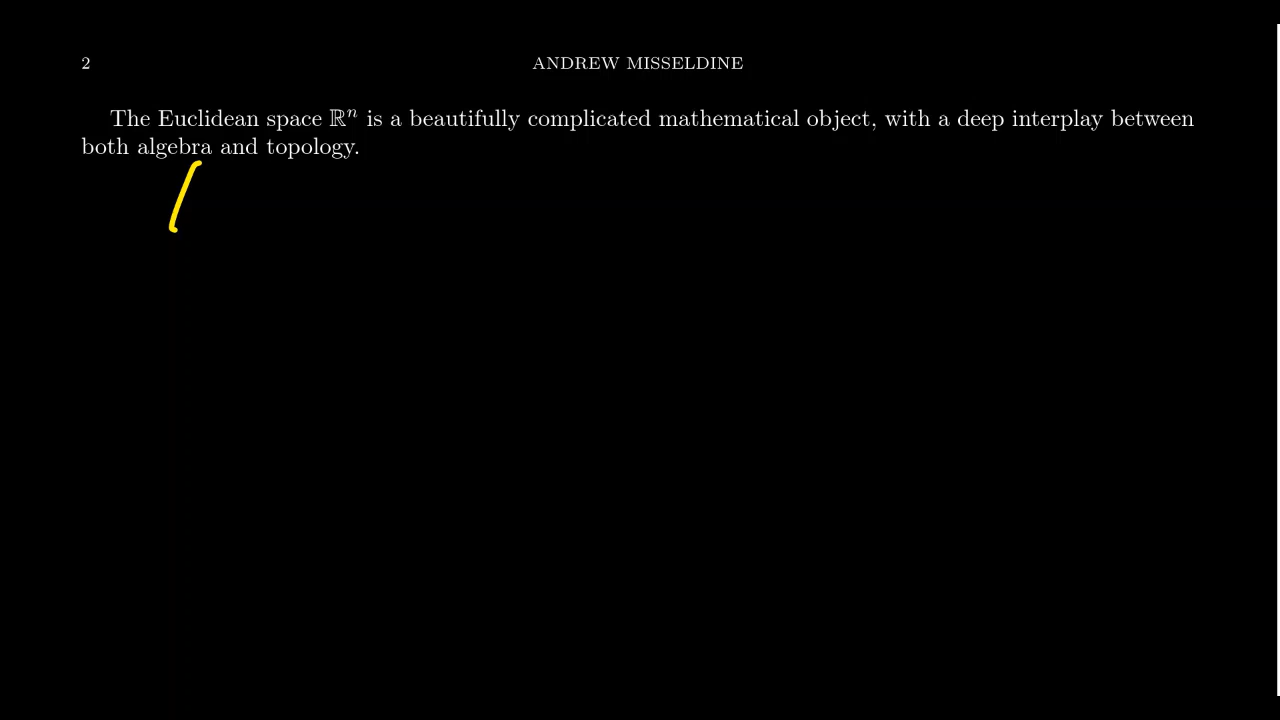 2 ANDREW MISSELDINE
The Euclidean space ℝⁿ is a beautifully complicated mathematical object, with a deep interplay between
both algebra and topology.